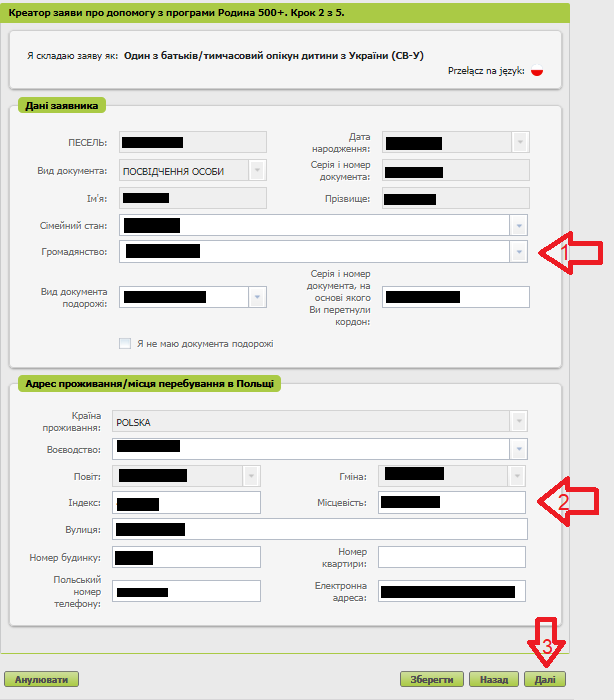 Креатор заяви про допомогу з програми Родина 500+. Крок 2 з 5.
Я складаю заяву як: Один з батьків/тимчасовий опікун дитини з України (СВ-У)
Przełącz na język:
Дані заявника
ПЕСЕЛЬ:
Дата народження:
Вид документа: ПОСВІДЧЕННЯ ОСОБИ
Серія і номер документа:
Ім'я:
Прізвище:
Сімейний стан:
Громадянство:
1
Вид документа подорожі:
Серія і номер документа, на основі якого Ви перетнули кордон:
Я не маю документа подорожі
Адрес проживання/місця перебування в Польщі
Країна проживання: POLSKA
Воєводство:
Повіт:
Гміна:
Індекс:
Місцевість:
2
Вулиця:
Номер будинку:
Номер квартири:
Польський номер телефону:
Електронна адреса:
3
Анулювати
Зберегти
Назад
Далі